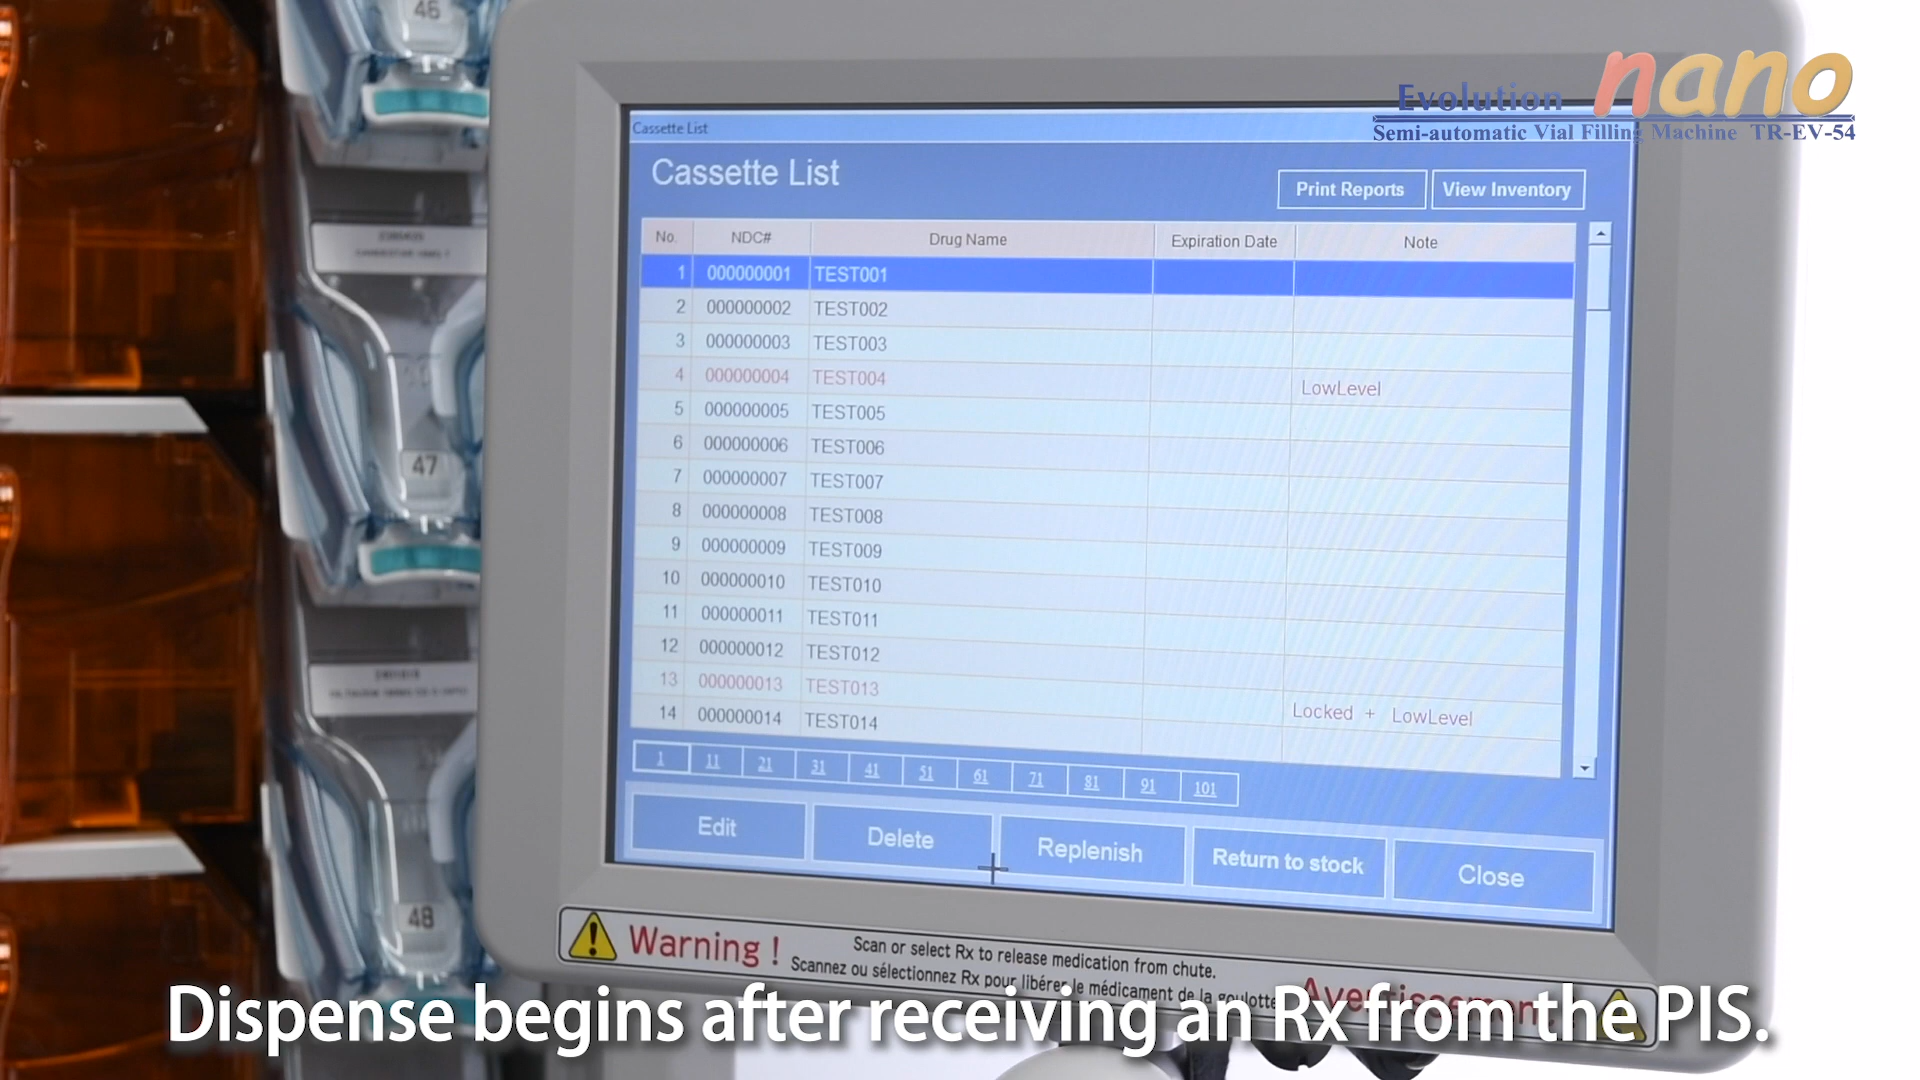 46
Evolution nano
Semi-automatic Vial Filling Machine TR-EV-54
Cassette List
Cassette List
Print Reports View Inventory
No. NDC# Drug Name Expiration Date Note
1 000000001 TEST001
2 000000002 TEST002
3 000000003 TEST003
4 000000004 TEST004 LowLevel
5 000000005 TEST005
6 000000006 TEST006
7 000000007 TEST007
8 000000008 TEST008
9 000000009 TEST009
10 000000010 TEST010
11 000000011 TEST011
12 000000012 TEST012
13 000000013 TEST013 Locked + LowLevel
14 000000014 TEST014
1 11 21 31 41 51 61 71 81 91 101
Edit Delete Replenish Return to stock Close
47
48
Warning ! Scan or select Rx to release medication from chute.
Scannez ou sélectionnez Rx pour libérer le médicament de la goulotte Avertissement
Dispense begins after receiving an Rx from the PIS.